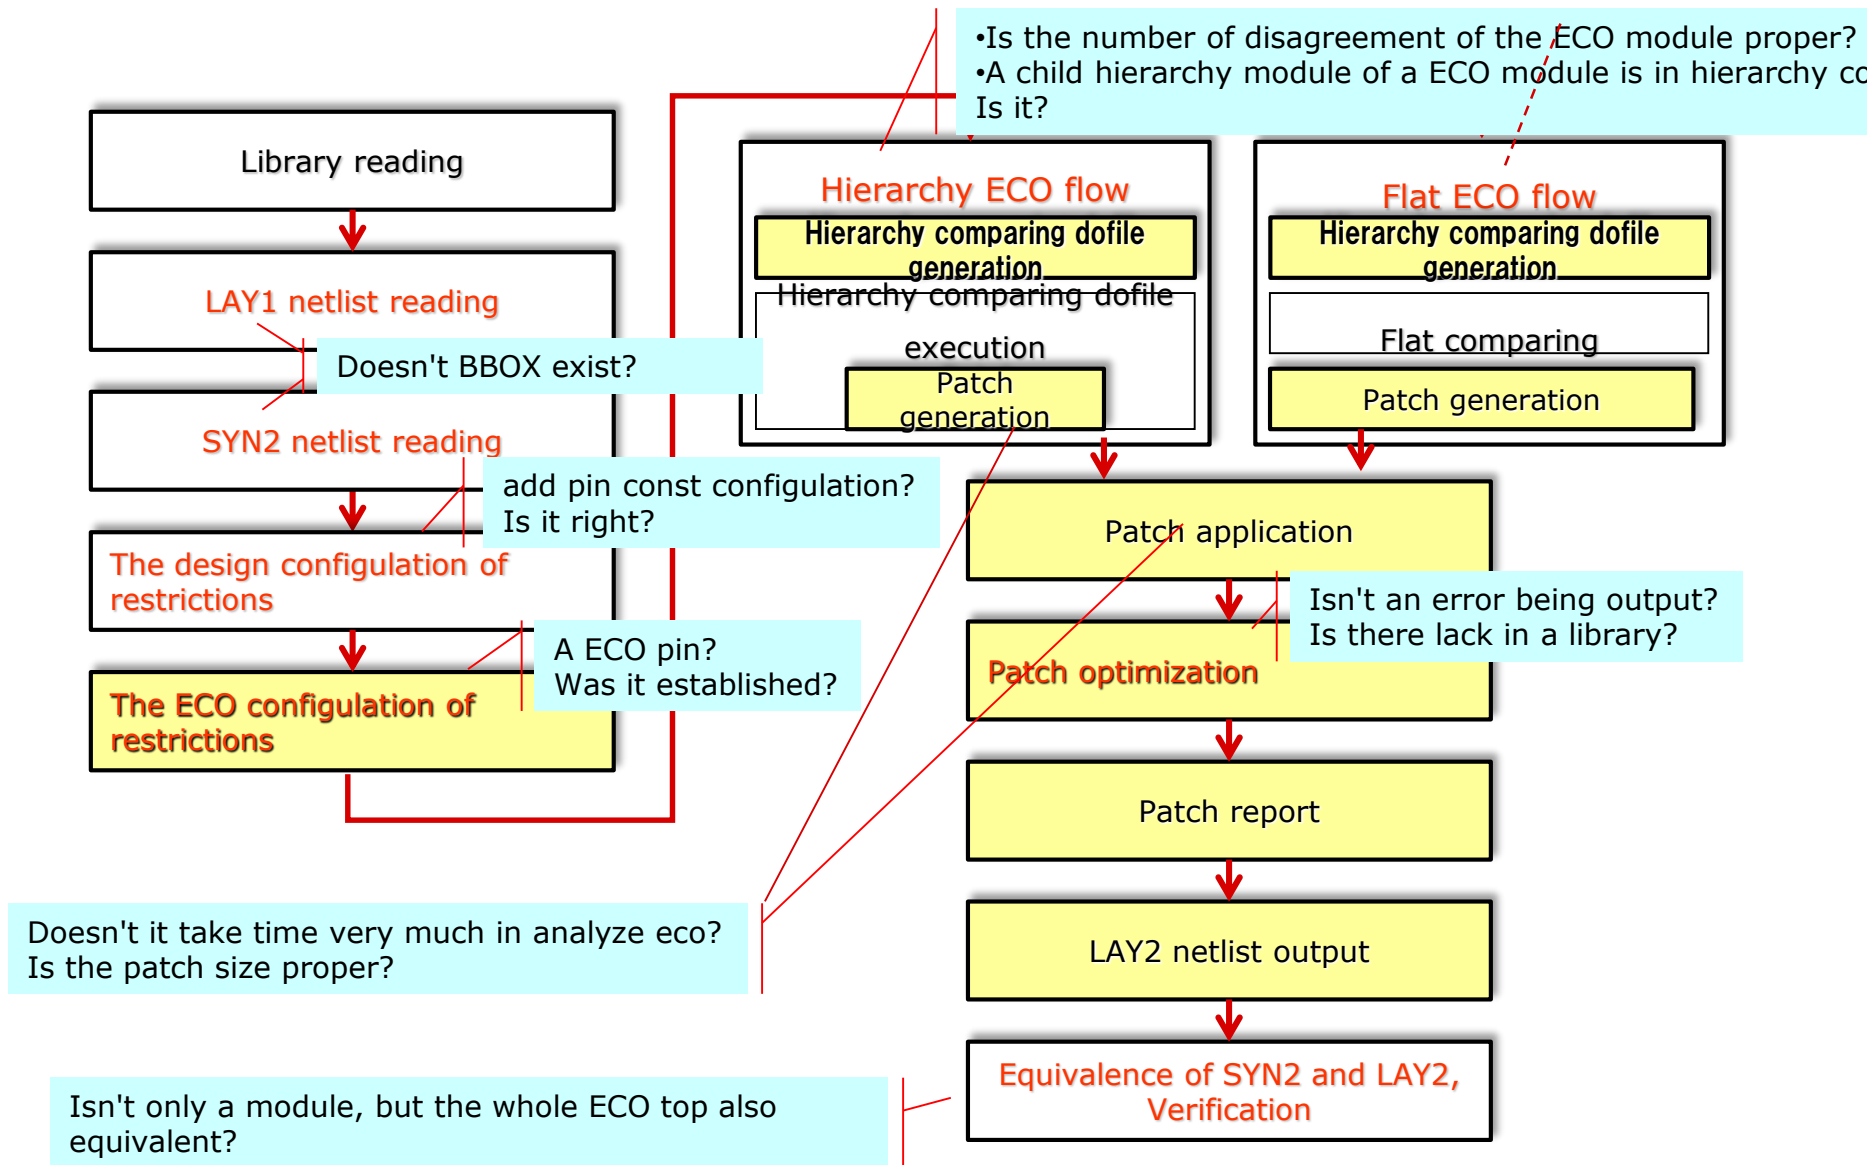 •Is the number of disagreement of the ECO module proper?
•A child hierarchy module of a ECO module is in hierarchy
Is it?
Library reading
LAY1 netlist reading
Doesn't BBOX exist?
SYN2 netlist reading
add pin const configulation?
Is it right?
The design configulation of
restrictions
A ECO pin?
Was it established?
The ECO configulation of
restrictions
Hierarchy ECO flow
Hierarchy comparing dofile
generation
Hierarchy comparing dofile
execution
Patch
generation
Flat ECO flow
Hierarchy comparing dofile
generation
Flat comparing
Patch generation
Patch application
Isn't an error being output?
Is there lack in a library?
Patch optimization
Patch report
Doesn't it take time very much in analyze eco?
Is the patch size proper?
LAY2 netlist output
Equivalence of SYN2 and LAY2,
Verification
Isn't only a module, but the whole ECO top also
equivalent?